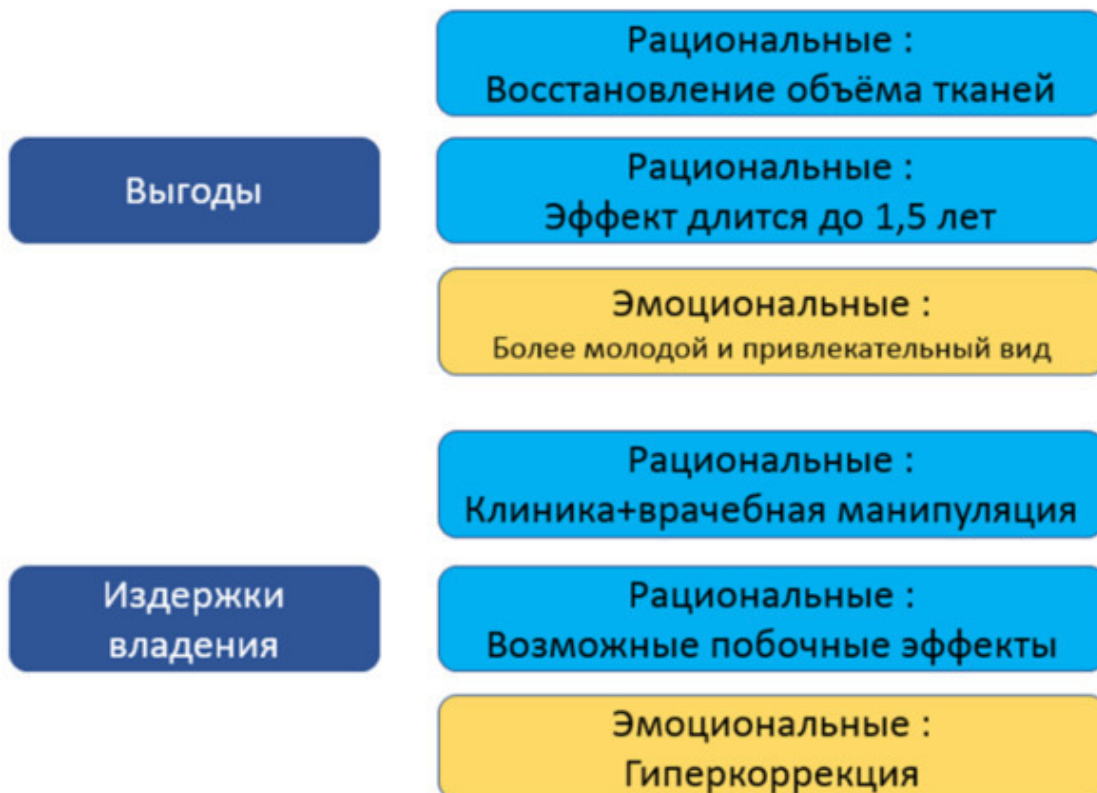 Рациональные :
Восстановление объёма тканей
Выгоды
Рациональные :
Эффект длится до 1,5 лет
Эмоциональные :
Более молодой и привлекательный вид
Рациональные :
Клиника+врачебная манипуляция
Издержки
владения
Рациональные :
Возможные побочные эффекты
Эмоциональные :
Гиперкоррекция